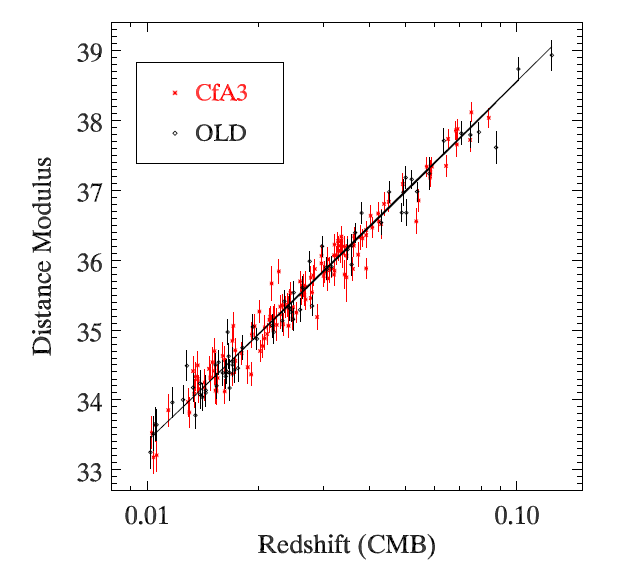 39
38
37
36
35
34
33
Distance Modulus
CfA3
OLD
0.01
0.10
Redshift (CMB)